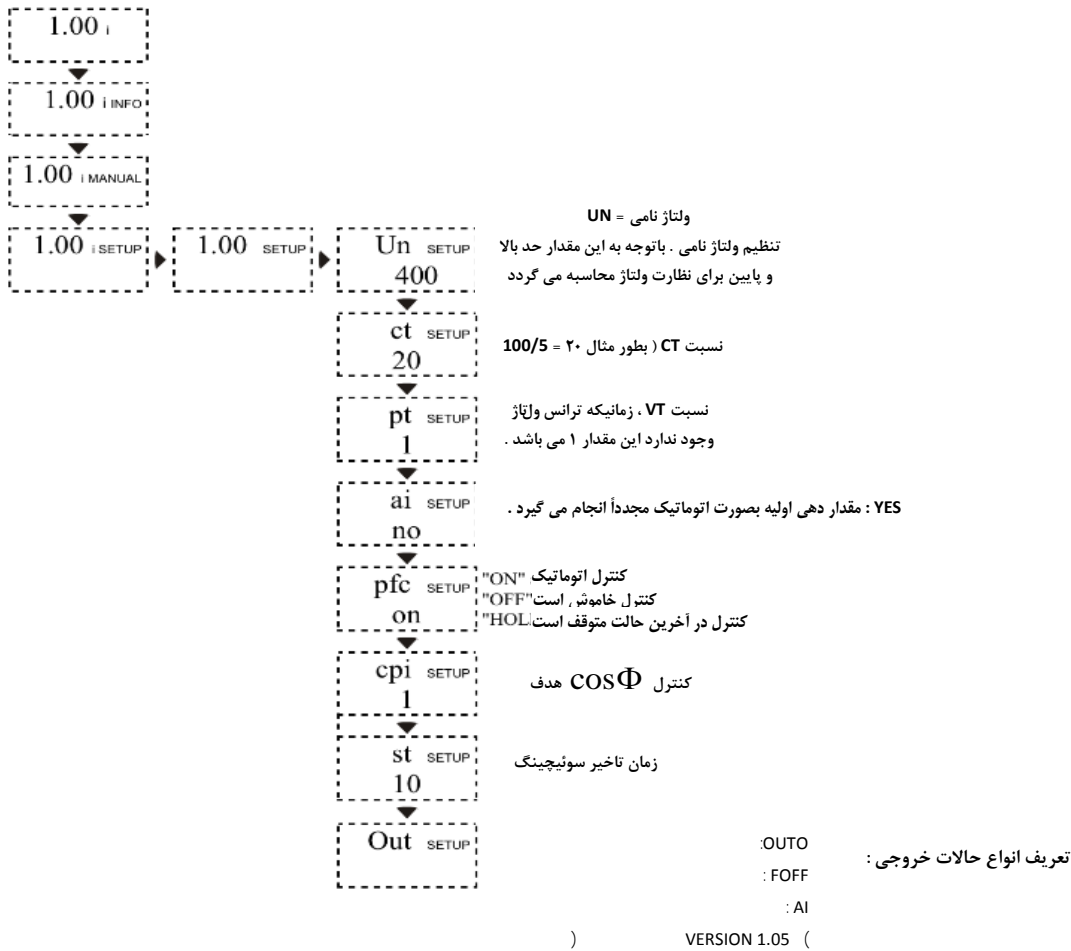 1.00 i
1.00 i INFO
1.00 i MANUAL
1.00 i SETUP
1.00 SETUP
Un SETUP
400
ولتاژ نامی = UN
تنظیم ولتاژ نامی . باتوجه به این مقدار حد بالا
و پایین برای نظارت ولتاژ محاسبه می گردد
ct SETUP
20
نسبت CT ( بطور مثال ۲۰ = 100/5
pt SETUP
1
نسبت VT ، زمانیکه ترانس ولتاژ
وجود ندارد این مقدار ۱ می باشد .
ai SETUP
no
YES : مقدار دهی اولیه بصورت اتوماتیک مجدداً انجام می گیرد .
pfc SETUP
on
"ON" کنترل اتوماتیک
"OFF" کنترل خاموش است
"HOL کنترل در آخرین حالت متوقف است
cpi SETUP
1
کنترل cosΦ هدف
st SETUP
10
زمان تاخیر سوئیچینگ
Out SETUP
تعریف انواع حالات خروجی :
OUTO:
FOFF :
AI :
( VERSION 1.05 )